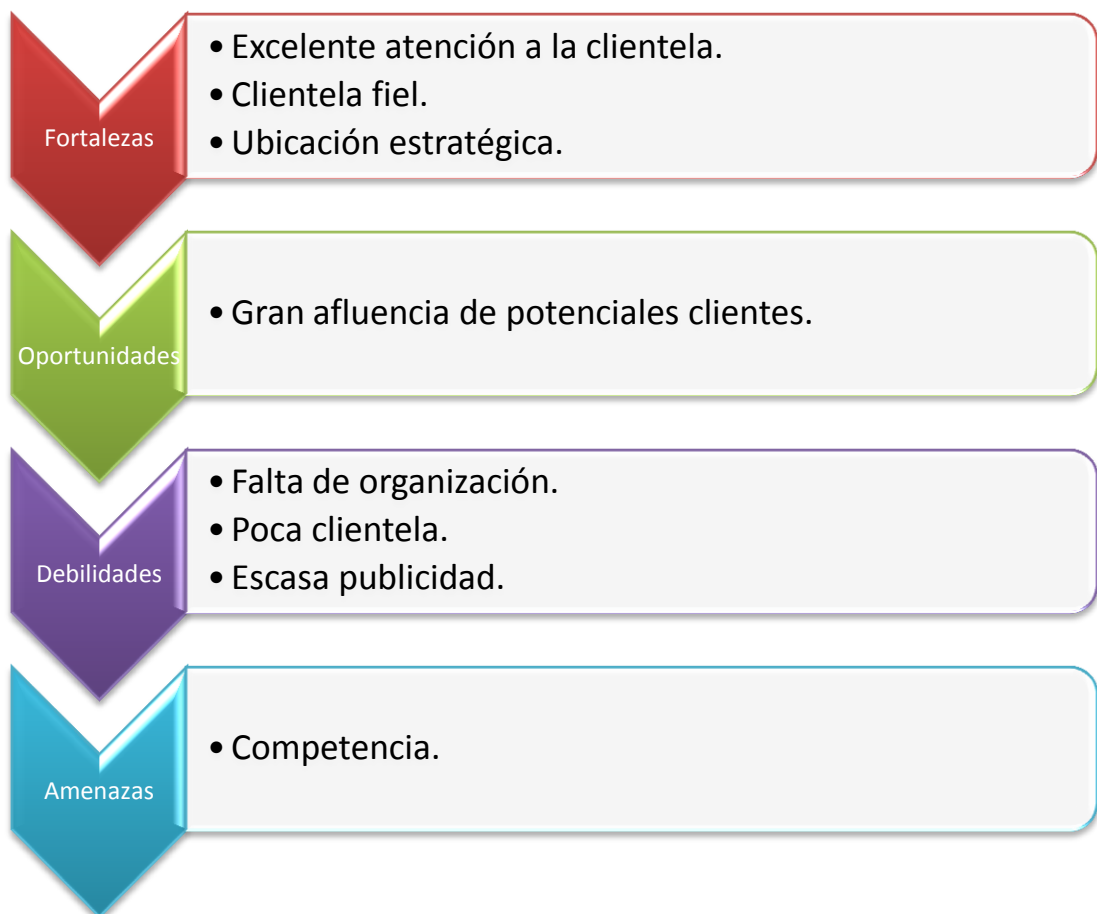 Fortalezas
• Excelente atención a la clientela.
• Clientela fiel.
• Ubicación estratégica.
Oportunidades
• Gran afluencia de potenciales clientes.
Debilidades
• Falta de organización.
• Poca clientela.
• Escasa publicidad.
Amenazas
• Competencia.